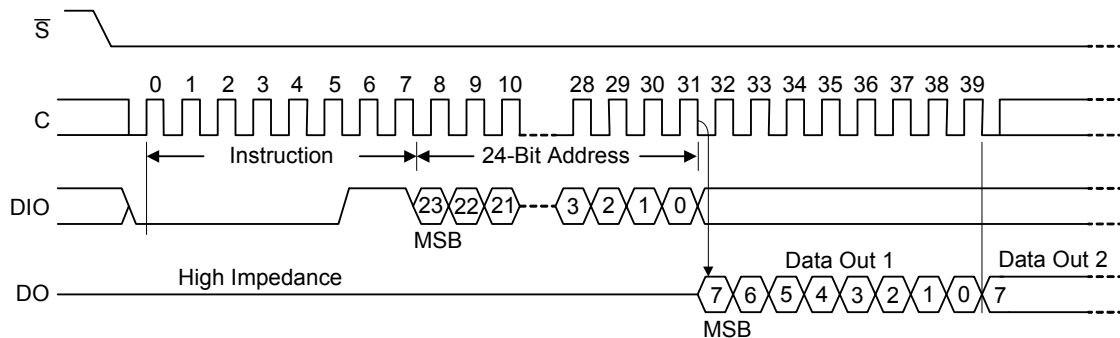 S
0 1 2 3 4 5 6 7 8 9 10 28 29 30 31 32 33 34 35 36 37 38 39
C
Instruction 24-Bit Address
DIO 23 22 21 3 2 1 0
MSB
High Impedance Data Out 1 Data Out 2
DO 7 6 5 4 3 2 1 0 7
MSB